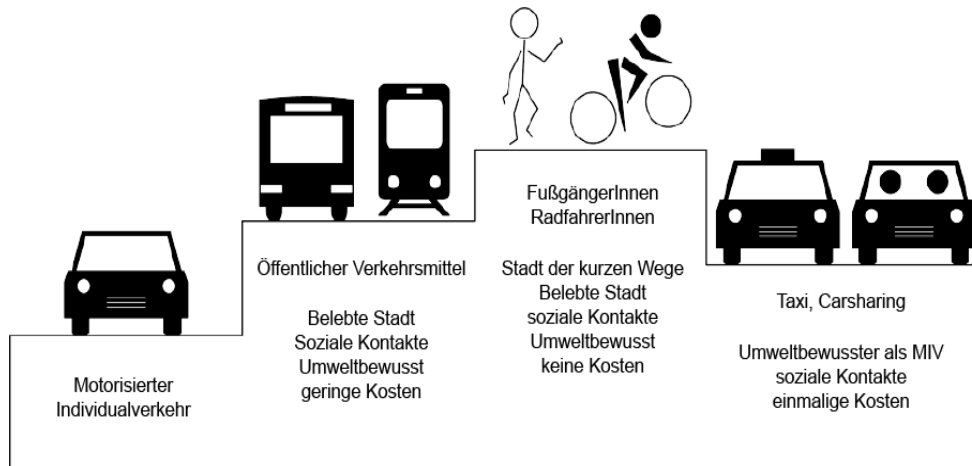 Motorisierter
Individualverkehr
Öffentlicher Verkehrsmittel
Belebte Stadt
Soziale Kontakte
Umweltbewusst
geringe Kosten
FußgängerInnen
RadfahrerInnen
Stadt der kurzen Wege
Belebte Stadt
soziale Kontakte
Umweltbewusst
keine Kosten
Taxi, Carsharing
Umweltbewusster als MIV
soziale Kontakte
einmalige Kosten